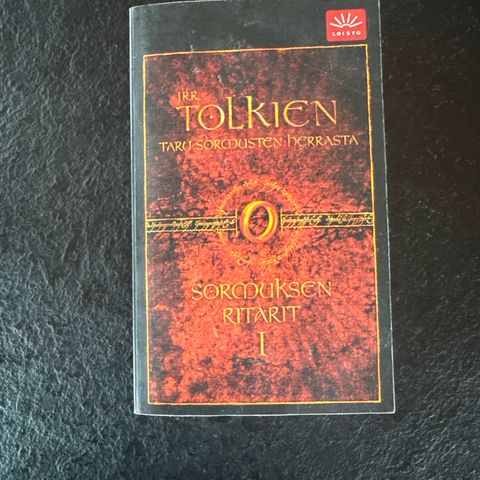 LOISTO
J.R.R.
TOLKIEN
TARU SORMUSTEN HERRASTA
SORMUKSEN
RITARIT
I